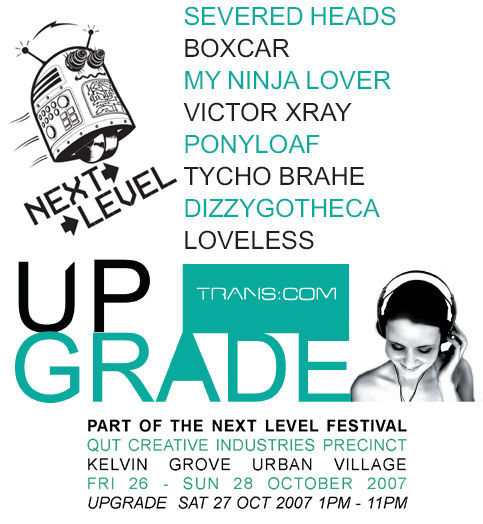 SEVERED HEADS
BOXCAR
MY NINJA LOVER
VICTOR XRAY
PONYLOAF
TYCHO BRAHE
DIZZYGOTHECA
LOVELESS
NEXT
LEVEL
UP
GRADE
TRANS:COM
PART OF THE NEXT LEVEL FESTIVAL
QUT CREATIVE INDUSTRIES PRECINCT
KELVIN GROVE URBAN VILLAGE
FRI 26 - SUN 28 OCTOBER 2007
UPGRADE SAT 27 OCT 2007 1PM - 11PM